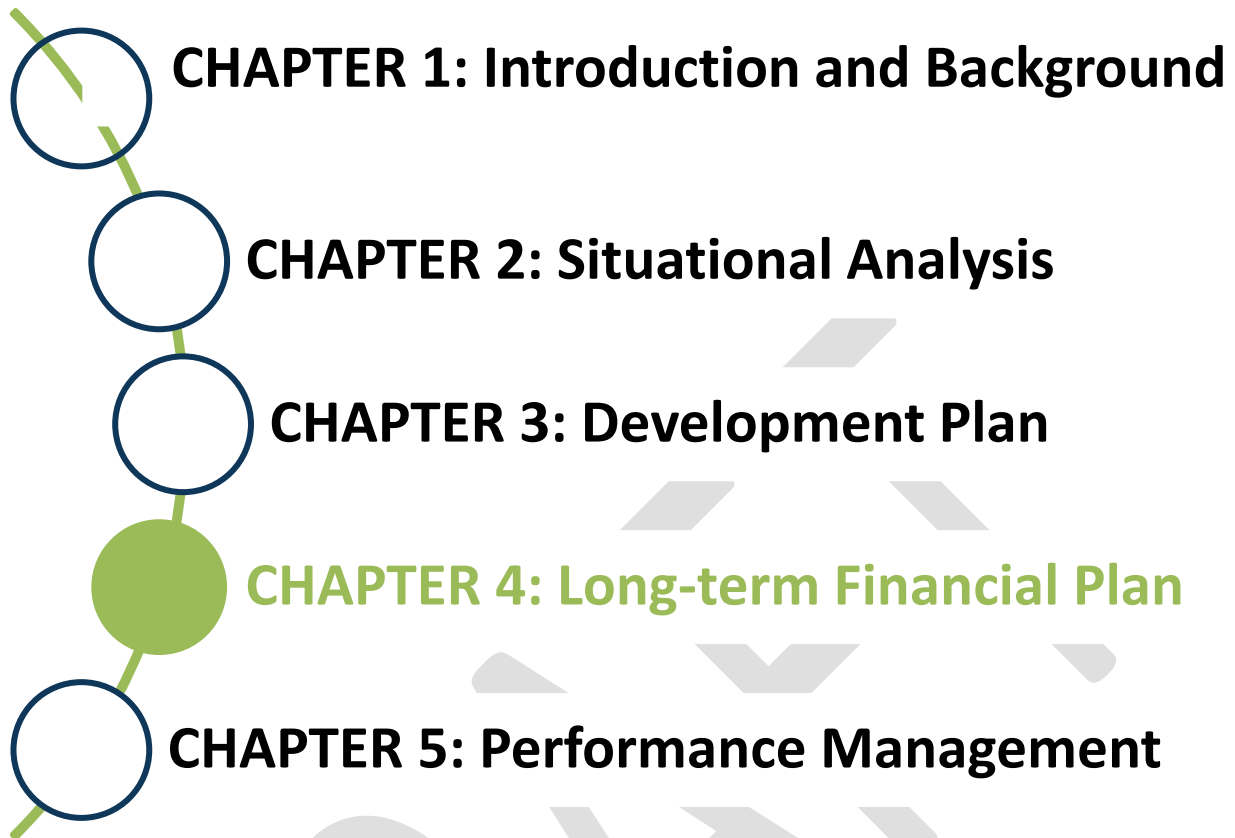 CHAPTER 1: Introduction and Background
CHAPTER 2: Situational Analysis
CHAPTER 3: Development Plan
CHAPTER 4: Long-term Financial Plan
CHAPTER 5: Performance Management